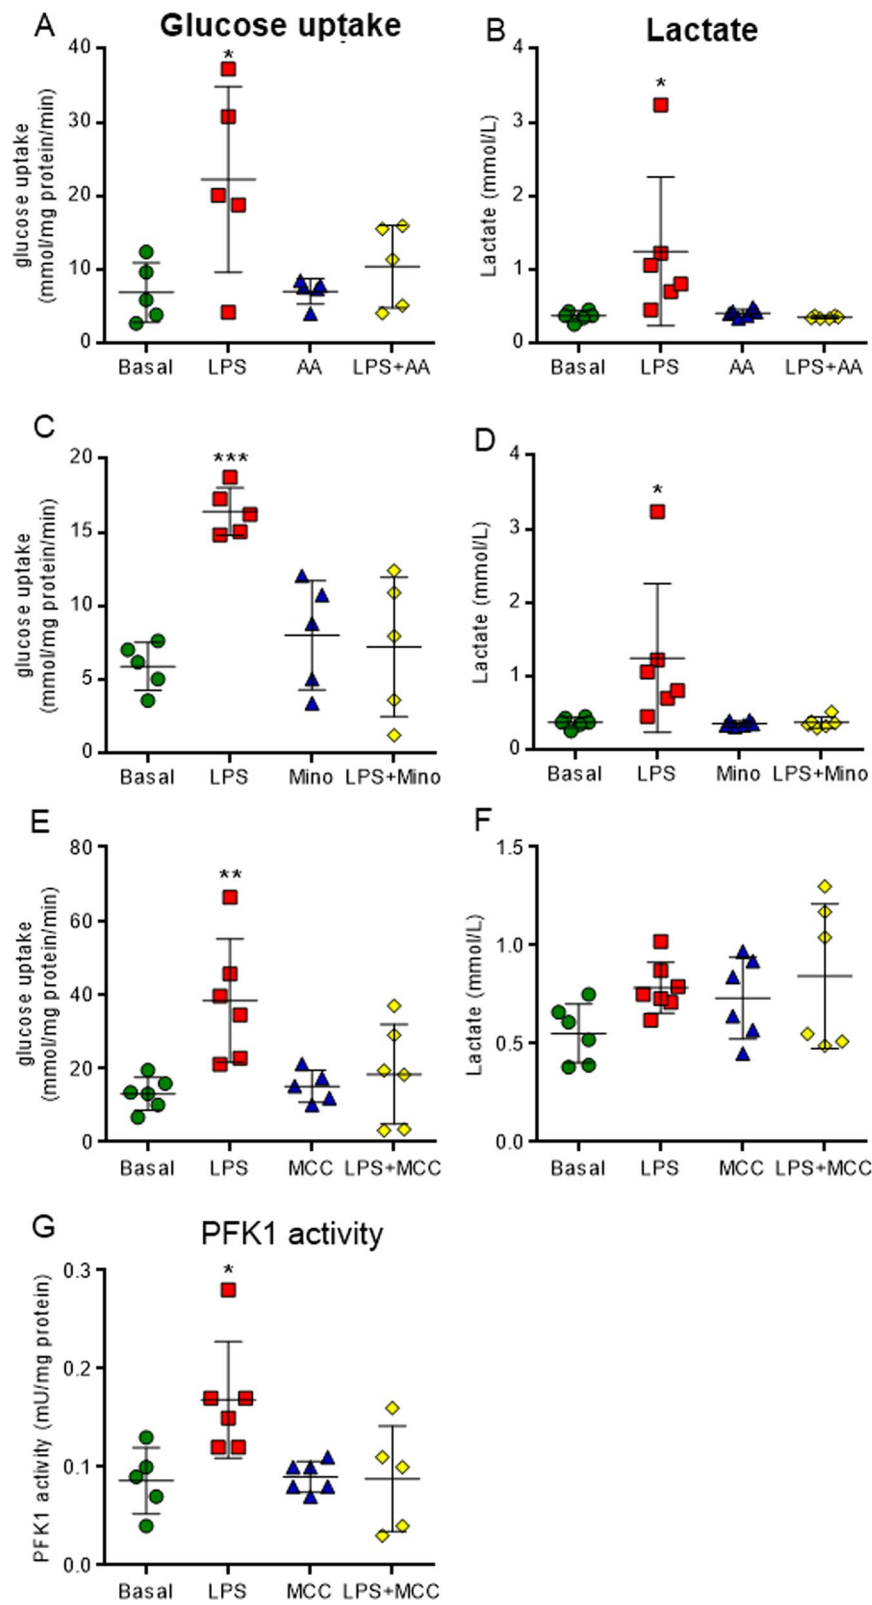 A
Glucose uptake
*
40
30
20
10
0
glucose uptake
(mmol/mg protein/min)
Basal LPS AA LPS+AA
B
Lactate
*
4
3
2
1
0
Lactate (mmol/L)
Basal LPS AA LPS+AA
C
***
20
15
10
5
0
glucose uptake
(mmol/mg protein/min)
Basal LPS Mino LPS+Mino
D
*
4
3
2
1
0
Lactate (mmol/L)
Basal LPS Mino LPS+Mino
E
**
80
60
40
20
0
glucose uptake
(mmol/mg protein/min)
Basal LPS MCC LPS+MCC
F
1.5
1.0
0.5
0.0
Lactate (mmol/L)
Basal LPS MCC LPS+MCC
G
PFK1 activity
*
0.3
0.2
0.1
0.0
PFK1 activity (mU/mg protein)
Basal LPS MCC LPS+MCC